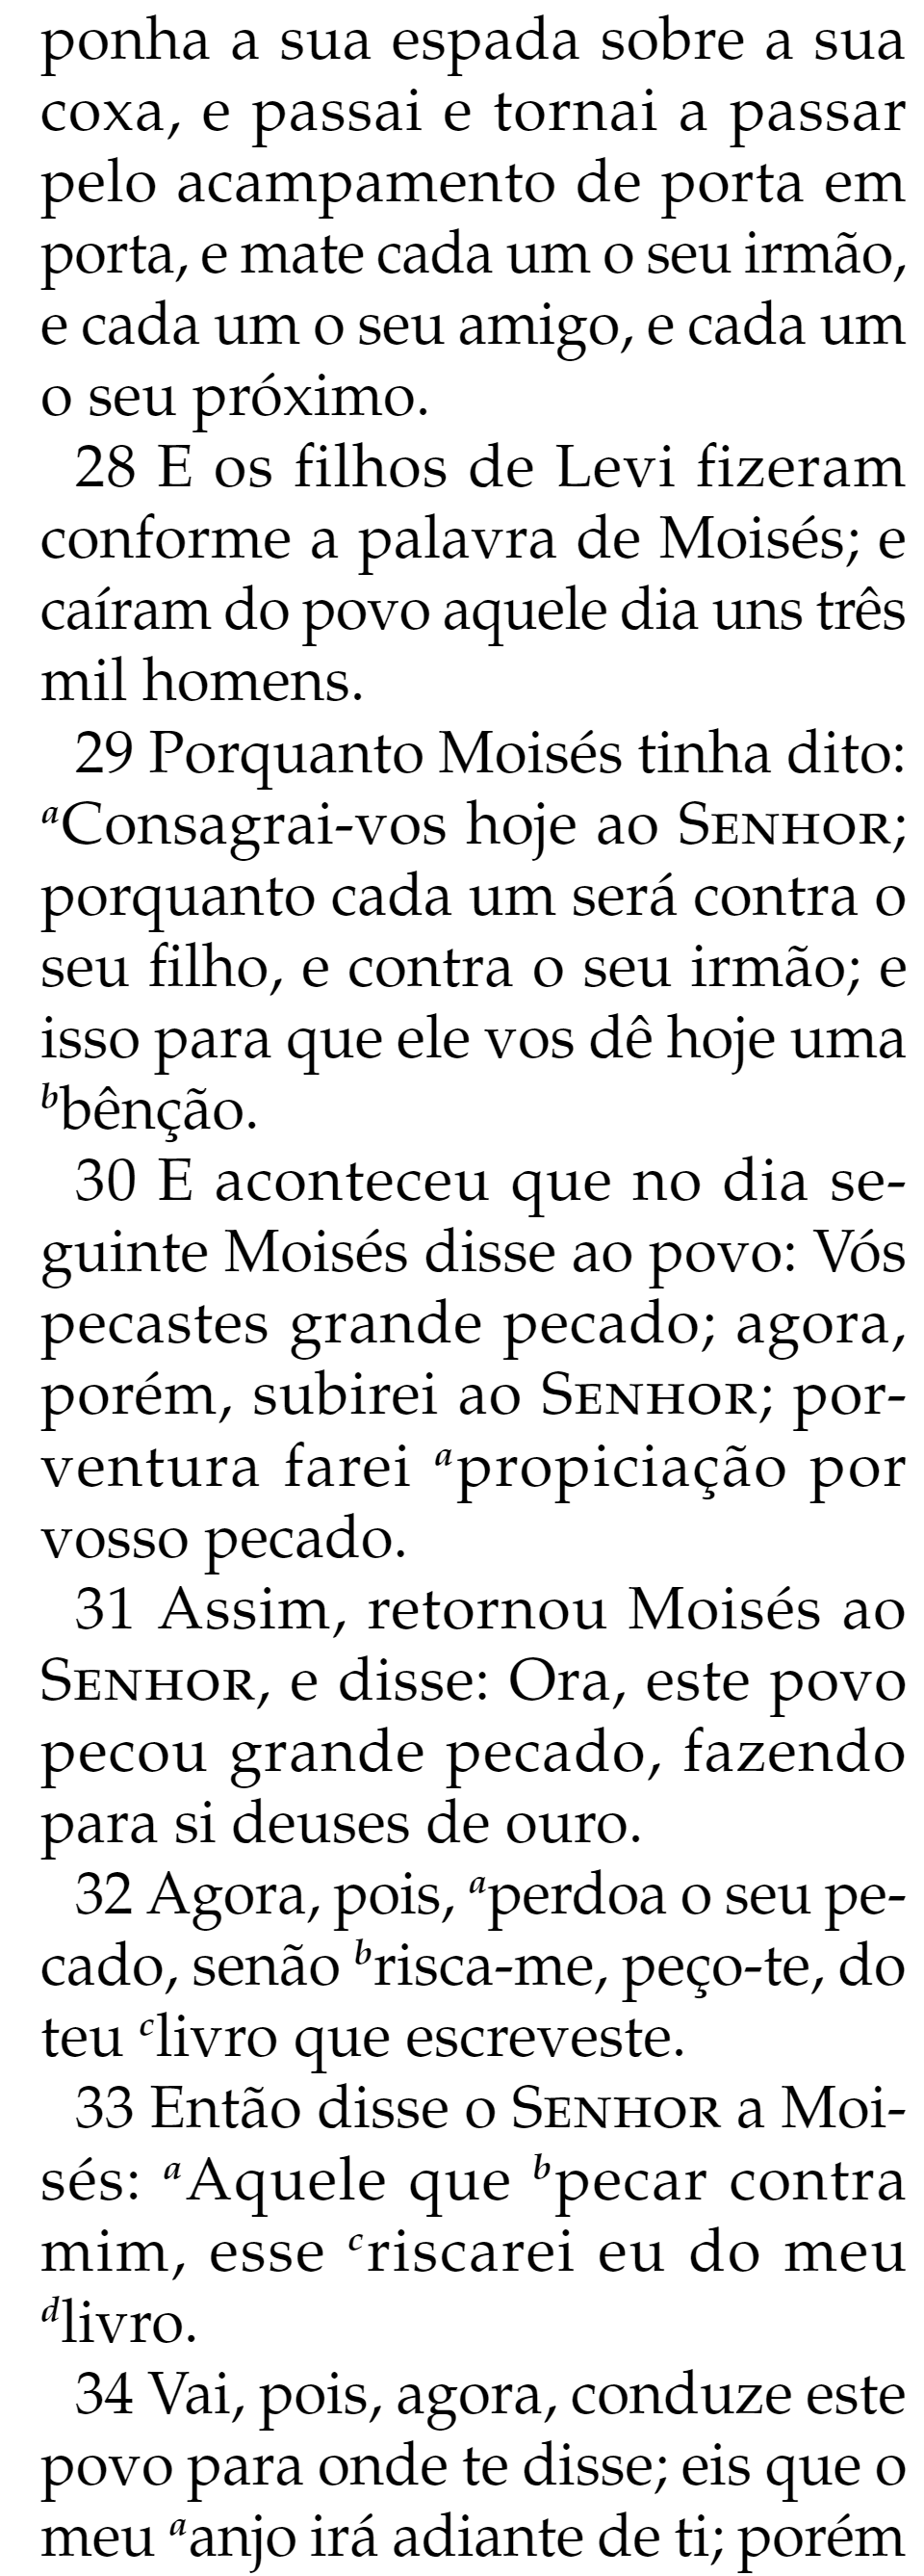 ponha a sua espada sobre a sua
coxa, e passai e tornai a passar
pelo acampamento de porta em
porta, e mate cada um o seu irmão,
e cada um o seu amigo, e cada um
o seu próximo.
28 E os filhos de Levi fizeram
conforme a palavra de Moisés; e
caíram do povo aquele dia uns três
mil homens.
29 Porquanto Moisés tinha dito:
aConsagrai-vos hoje ao SENHOR;
porquanto cada um será contra o
seu filho, e contra o seu irmão; e
isso para que ele vos dê hoje uma
bbênção.
30 E aconteceu que no dia se-
guinte Moisés disse ao povo: Vós
pecastes grande pecado; agora,
porém, subirei ao SENHOR; por-
ventura farei apropiciação por
vosso pecado.
31 Assim, retornou Moisés ao
SENHOR, e disse: Ora, este povo
pecou grande pecado, fazendo
para si deuses de ouro.
32 Agora, pois, aperdoa o seu pe-
cado, senão brisca-me, peço-te, do
teu clivro que escreveste.
33 Então disse o SENHOR a Moi-
sés: aAquele que bpecar contra
mim, esse criscarei eu do meu
dlivro.
34 Vai, pois, agora, conduze este
povo para onde te disse; eis que o
meu aanjo irá adiante de ti; porém